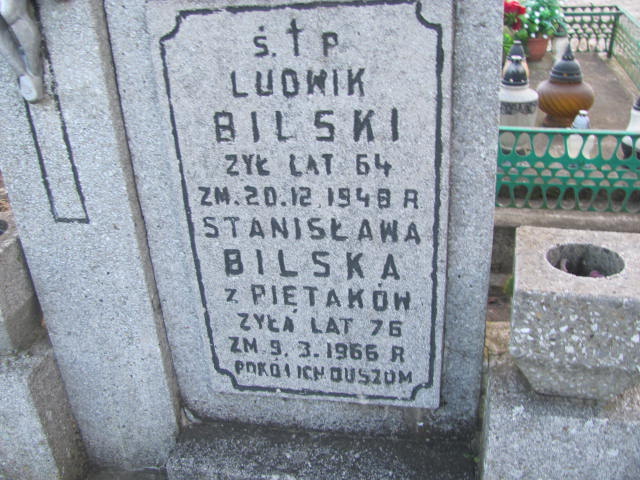 Ś. † P
LUDWIK
BILSKI
ŻYŁ LAT 64
ZM. 20.12.1948 R
STANISŁAWA
BILSKA
Z PIĘTAKÓW
ŻYŁA LAT 76
ZM 9.3.1966 R
POKÓJ ICH DUSZOM